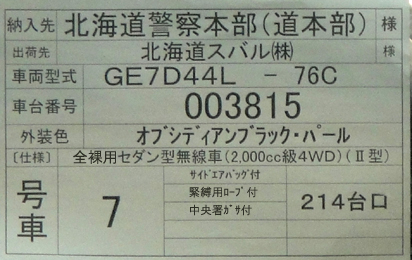 納入先 北海道警察本部(道本部) 様
出荷先 北海道スバル㈱ 様
車両型式 GE7D44L - 76C
車台番号 003815
外装色 オブシディアンブラック・パール
〔仕様〕 全裸用セダン型無線車(2,000cc級4WD)(Ⅱ型)
号車 7 サイドエアバッグ付 214台口
緊縛用ロープ付
中央署ガサ付